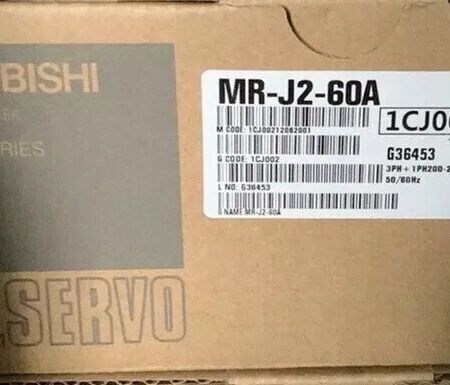 BISHI
RIES
.SERVO
MR-J2-60A
M CODE: 1CJ00212082001
1CJ00
G CODE: 1CJ002
G36453
3PH+1PH200-2
50/60Hz
L NO. G36453
G NAME MR-J2-60A